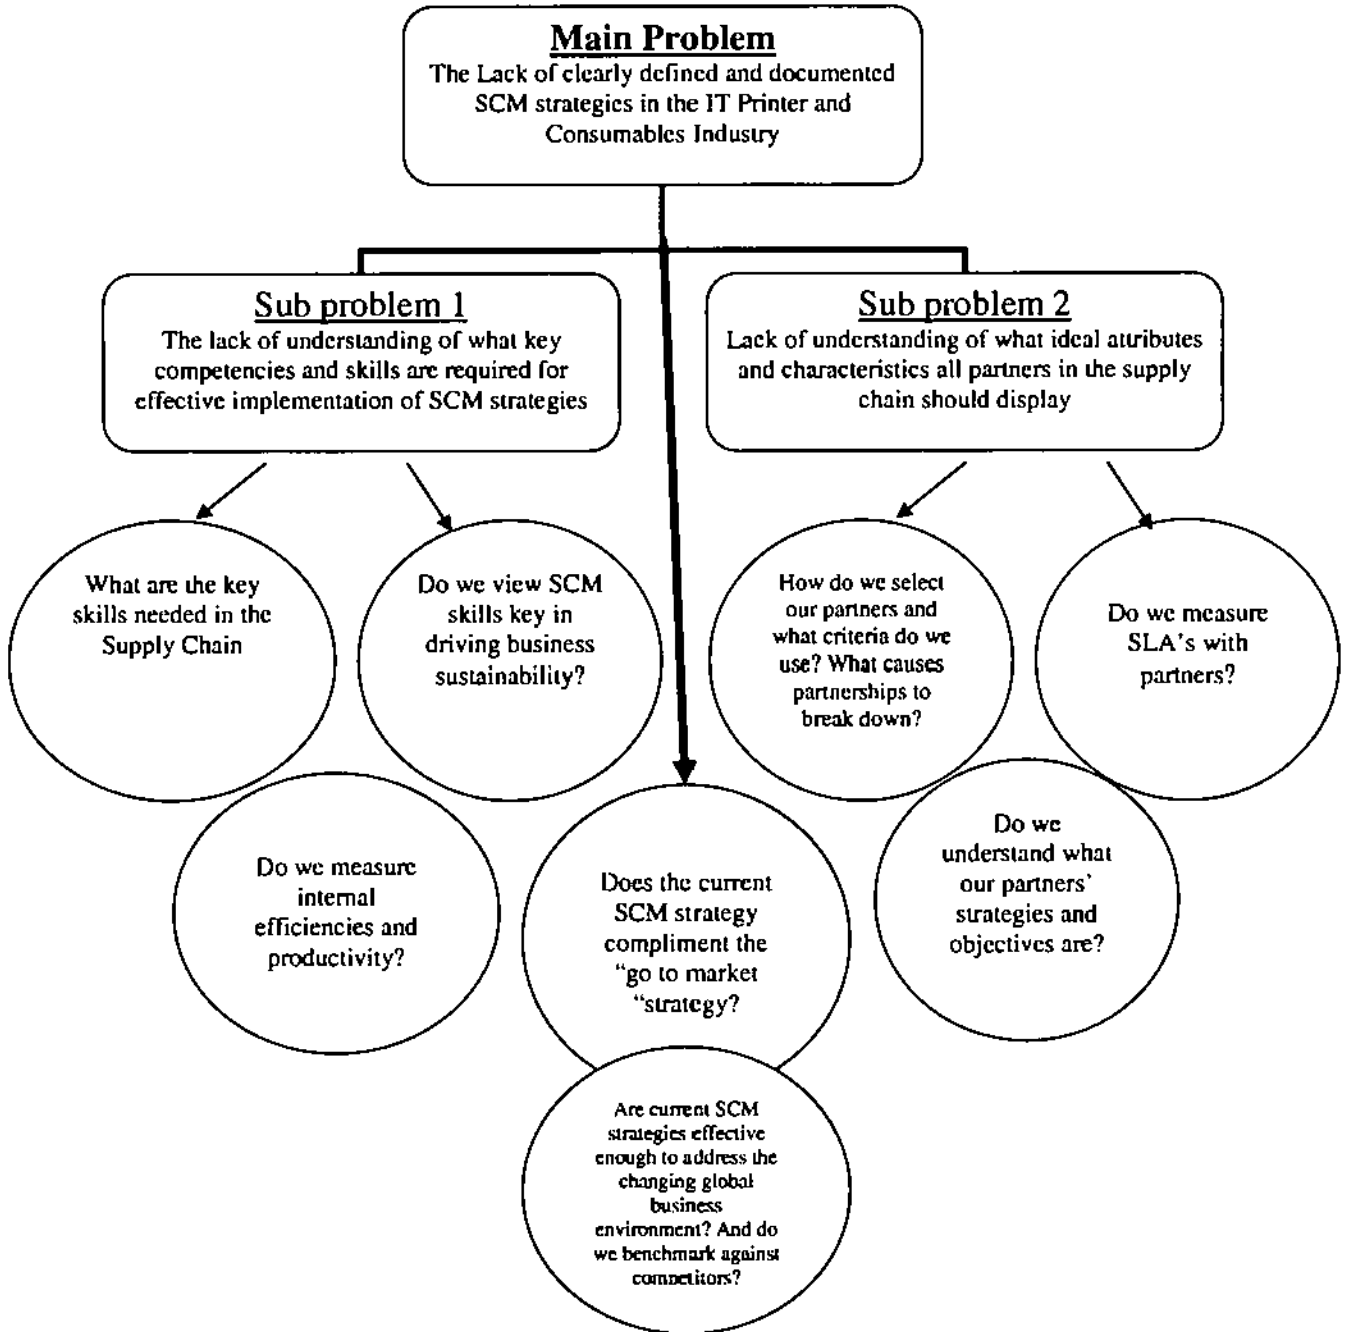 Main Problem
The Lack of clearly defined and documented
SCM strategies in the IT Printer and
Consumables Industry
Sub problem 1
The lack of understanding of what key
competencies and skills are required for
effective implementation of SCM strategies
Sub problem 2
Lack of understanding of what ideal attributes
and characteristics all partners in the supply
chain should display
What are the key
skills needed in the
Supply Chain
Do we view SCM
skills key in
driving business
sustainability?
How do we select
our partners and
what criteria do we
use? What causes
partnerships to
break down?
Do we measure
SLA's with
partners?
Do we measure
internal
efficiencies and
productivity?
Does the current
SCM strategy
compliment the
“go to market
“strategy?
Do we
understand what
our partners'
strategies and
objectives are?
Are current SCM
strategies effective
enough to address the
changing global
business
environment? And do
we benchmark against
competitors?